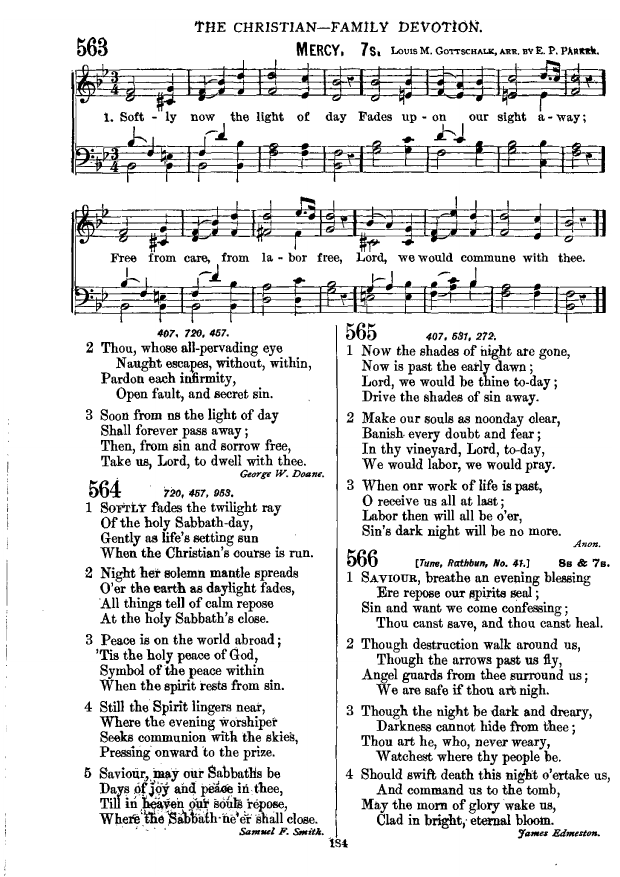 THE CHRISTIAN—FAMILY DEVOTION.
563 MERCY. 7s. LOUIS M. GOTTSCHALK, ARR. BY E. P. PARKER.
1. Soft - ly now the light of day Fades up - on our sight a - way;
Free from care, from la - bor free, Lord, we would commune with thee.
407, 720, 457.
2 Thou, whose all-pervading eye
Naught escapes, without, within,
Pardon each infirmity,
Open fault, and secret sin.
3 Soon from us the light of day
Shall forever pass away;
Then, from sin and sorrow free,
Take us, Lord, to dwell with thee.
George W. Doane.
564 720, 457, 953.
1 SOFTLY fades the twilight ray
Of the holy Sabbath-day,
Gently as life's setting sun
When the Christian's course is run.
2 Night her solemn mantle spreads
O'er the earth as daylight fades,
All things tell of calm repose
At the holy Sabbath's close.
3 Peace is on the world abroad;
'Tis the holy peace of God,
Symbol of the peace within
When the spirit rests from sin.
4 Still the Spirit lingers near,
Where the evening worshiper
Seeks communion with the skies,
Pressing onward to the prize.
5 Saviour, may our Sabbaths be
Days of joy and peace in thee,
Till in heaven our souls repose,
Where the Sabbath ne'er shall close.
Samuel F. Smith.
565 407, 531, 272.
1 Now the shades of night are gone,
Now is past the early dawn;
Lord, we would be thine to-day;
Drive the shades of sin away.
2 Make our souls as noonday clear,
Banish every doubt and fear;
In thy vineyard, Lord, to-day,
We would labor, we would pray.
3 When our work of life is past,
O receive us all at last;
Labor then will all be o'er,
Sin's dark night will be no more.
Anon.
566 [Tune, Rathbun, No. 41.] 8s & 7s.
1 SAVIOUR, breathe an evening blessing
Ere repose our spirits seal;
Sin and want we come confessing;
Thou canst save, and thou canst heal.
2 Though destruction walk around us,
Though the arrows past us fly,
Angel guards from thee surround us;
We are safe if thou art nigh.
3 Though the night be dark and dreary,
Darkness cannot hide from thee;
Thou art he, who, never weary,
Watchest where thy people be.
4 Should swift death this night o'ertake us,
And command us to the tomb,
May the morn of glory wake us,
Clad in bright, eternal bloom.
James Edmeston.
184